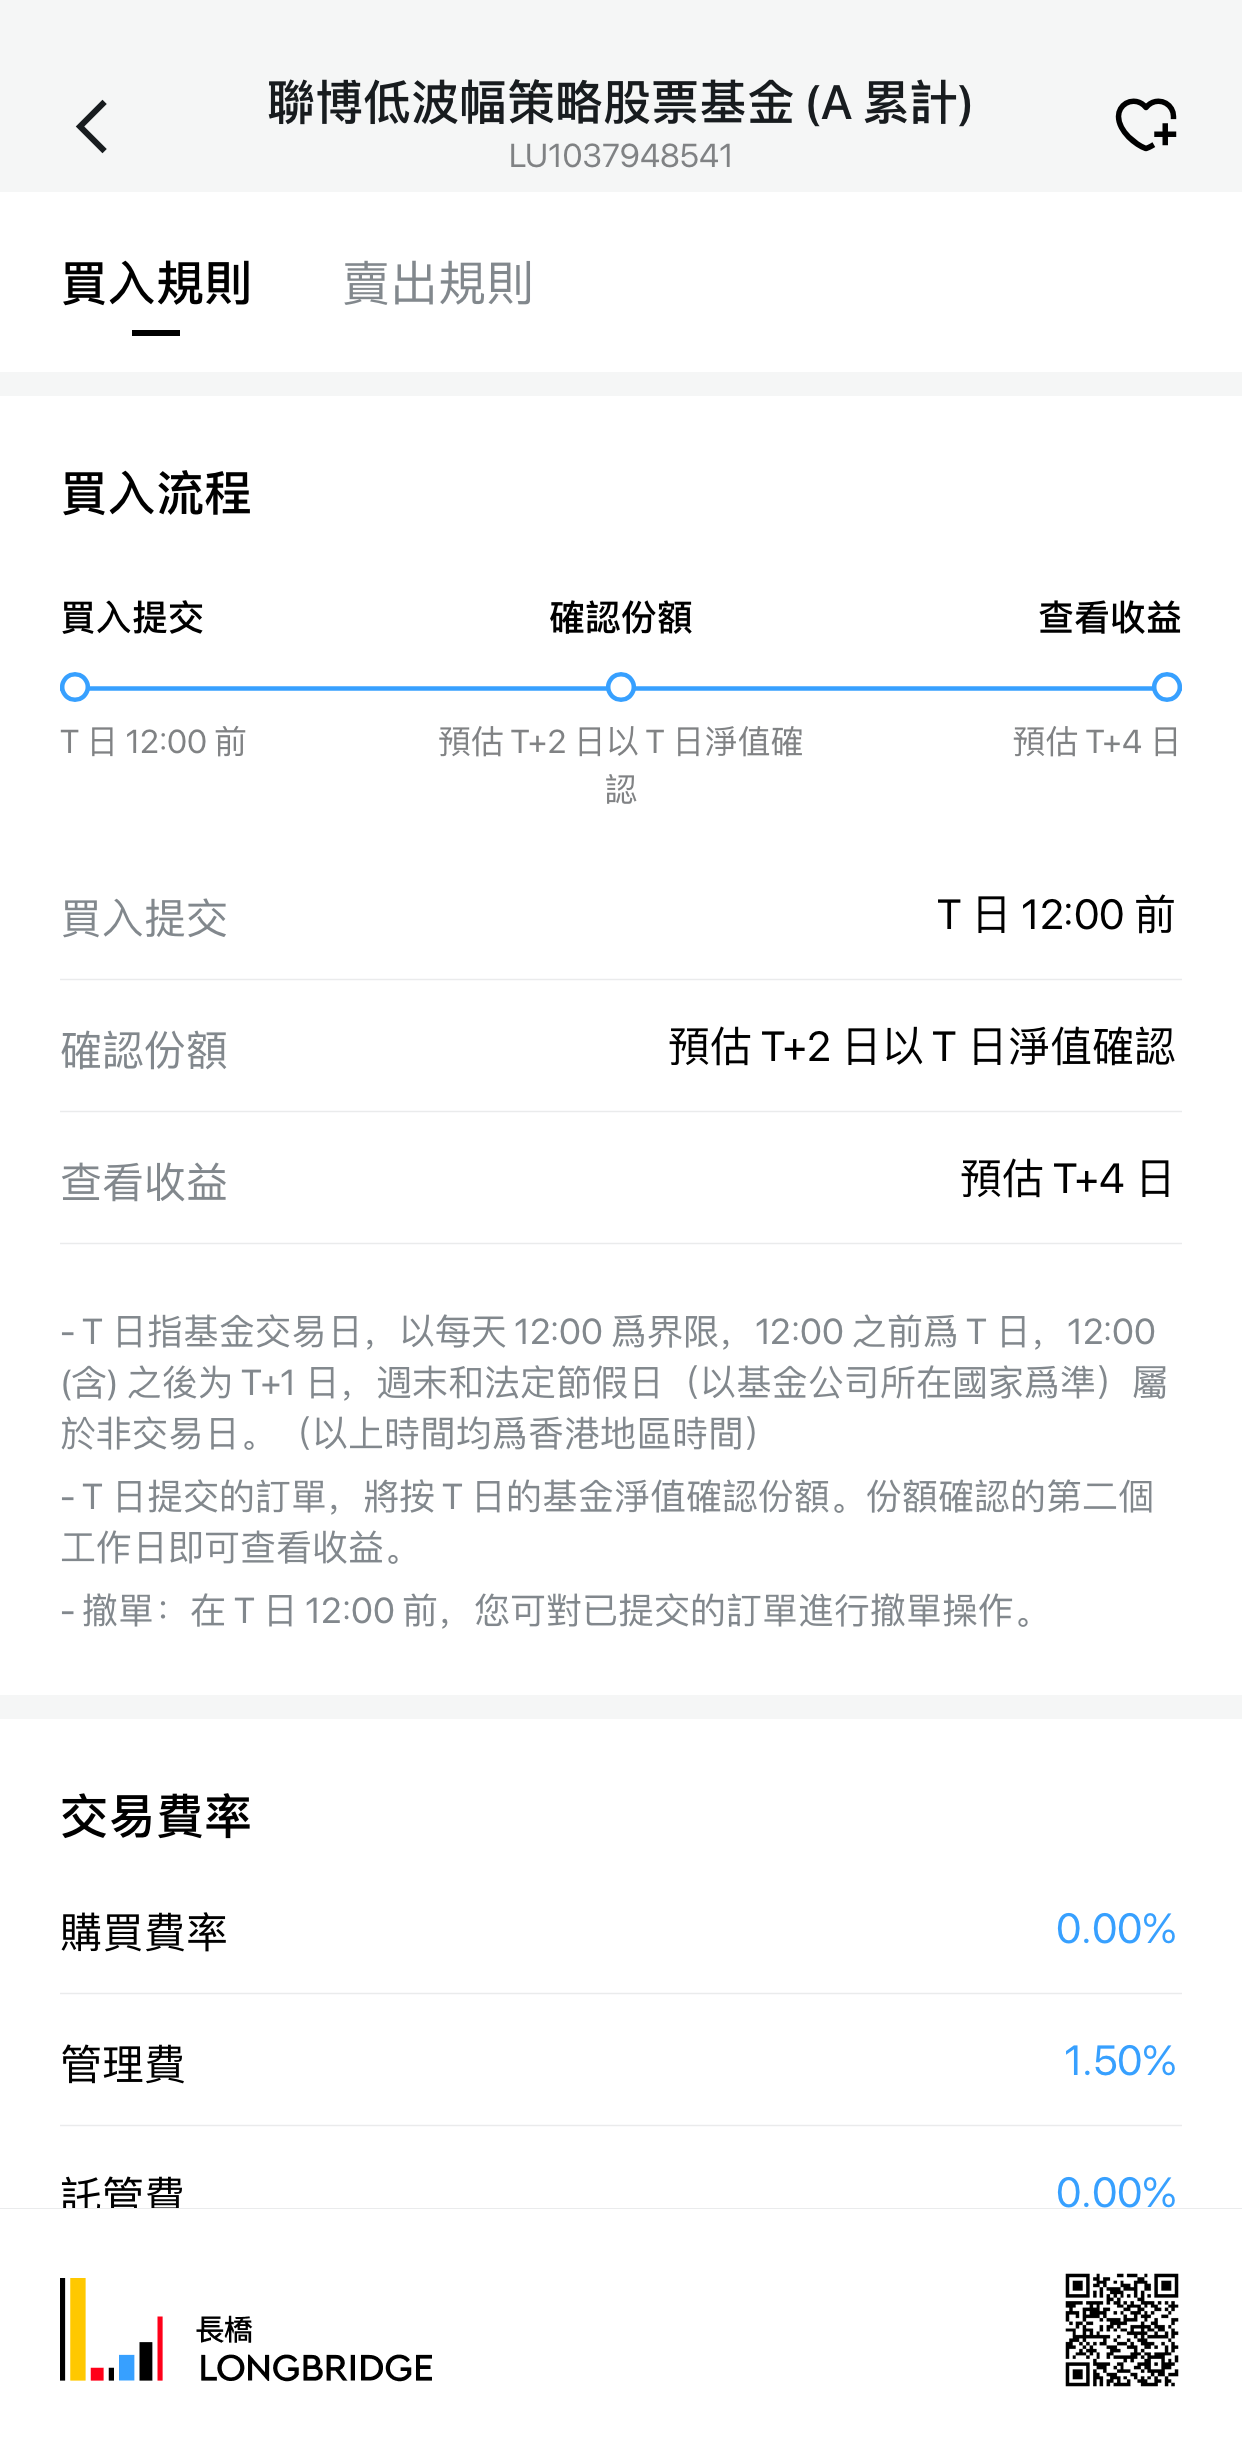 聯博低波幅策略股票基金 (A 累計)
LU1037948541
買入規則 賣出規則
買入流程
買入提交 確認份額 查看收益
T 日 12:00 前 預估 T+2 日以 T 日淨值確 預估 T+4 日
認
買入提交 T 日 12:00 前
確認份額 預估 T+2 日以 T 日淨值確認
查看收益 預估 T+4 日
- T 日指基金交易日，以每天 12:00 爲界限，12:00 之前爲 T 日，12:00
(含) 之後为 T+1 日，週末和法定節假日（以基金公司所在國家爲準）屬
於非交易日。（以上時間均爲香港地區時間）
- T 日提交的訂單，將按 T 日的基金淨值確認份額。份額確認的第二個
工作日即可查看收益。
- 撤單：在 T 日 12:00 前，您可對已提交的訂單進行撤單操作。
交易費率
購買費率 0.00%
管理費 1.50%
託管費 0.00%
長橋
LONGBRIDGE